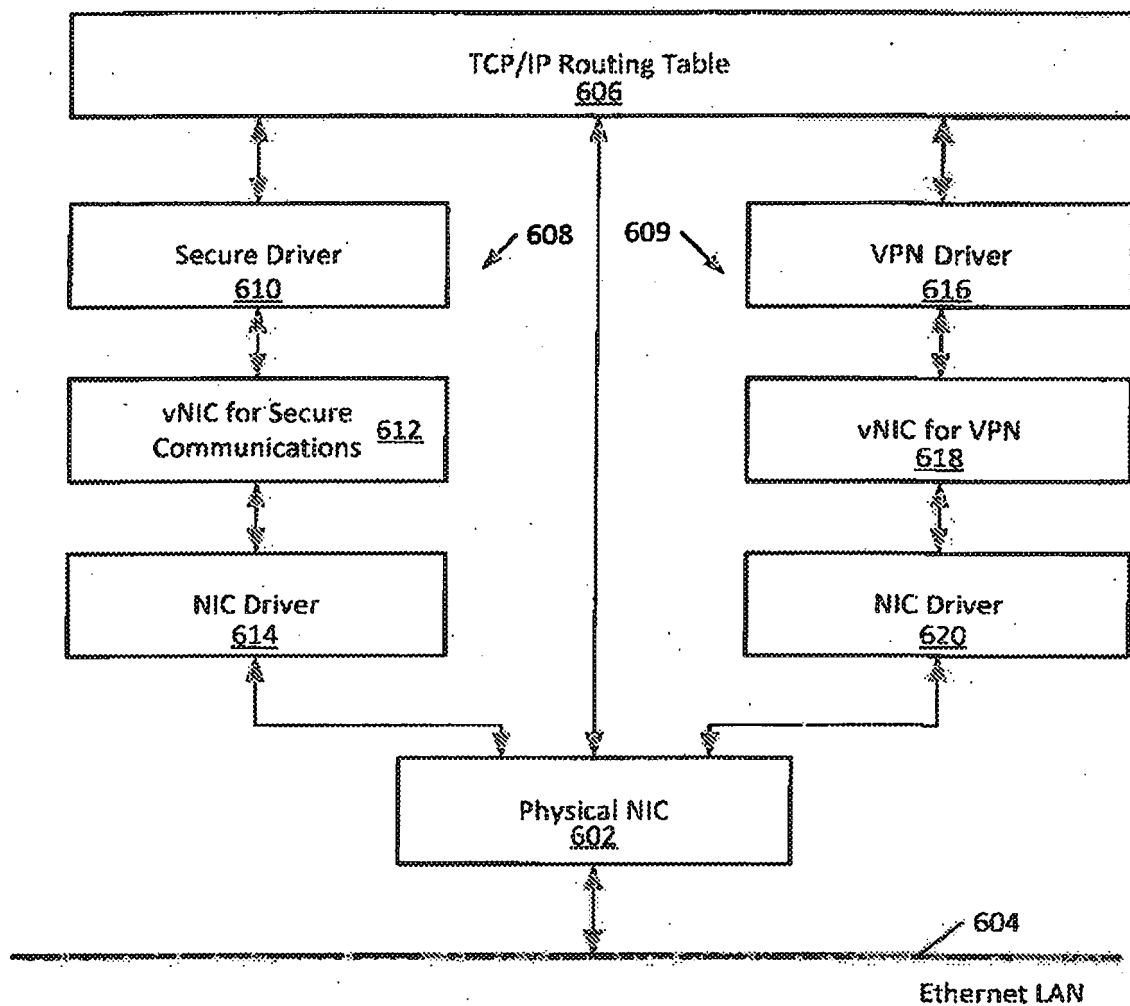 TCP/IP Routing Table
606
608
609
Secure Driver
610
VPN Driver
616
vNIC for Secure
Communications
612
vNIC for VPN
618
NIC Driver
614
NIC Driver
620
Physical NIC
602
604
Ethernet LAN